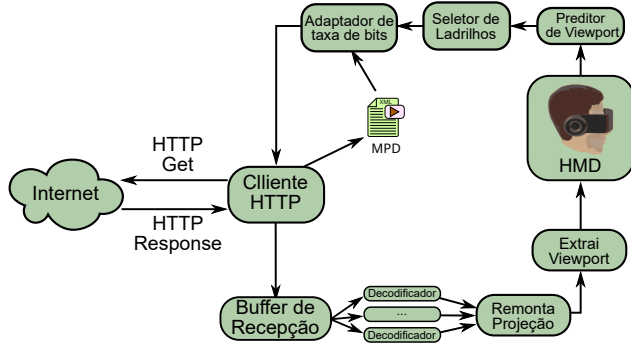 Adaptador de
taxa de bits
Seletor de
Ladrilhos
Preditor
de Viewport
XML
MPD
HMD
HTTP
Get
Internet
Clliente
HTTP
HTTP
Response
Extrai
Viewport
Buffer de
Recepção
Decodificador
...
Decodificador
Remonta
Projeção